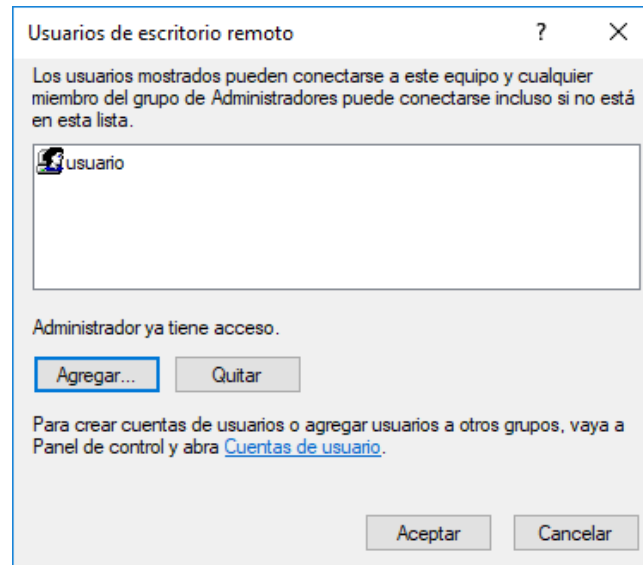 Usuarios de escritorio remoto
?
Los usuarios mostrados pueden conectarse a este equipo y cualquier
miembro del grupo de Administradores puede conectarse incluso si no está
en esta lista.
usuario
Administrador ya tiene acceso.
Agregar... Quitar
Para crear cuentas de usuarios o agregar usuarios a otros grupos, vaya a
Panel de control y abra Cuentas de usuario.
Aceptar Cancelar